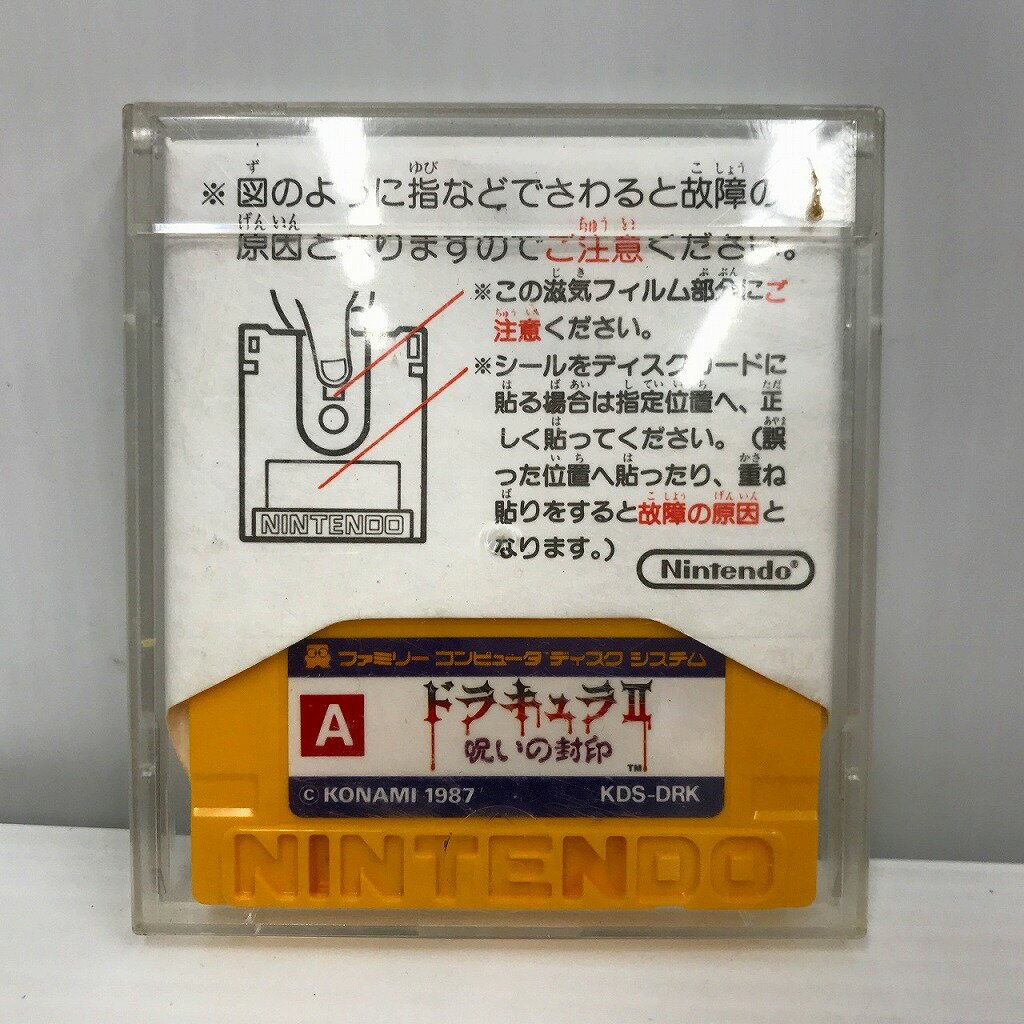 ※図のように指などでさわると故障の
原因となりますのでご注意ください。
※この滋気フィルム部分にご
注意ください。
※シールをディスクカードに
貼る場合は指定位置へ、正
しく貼ってください。(誤
った位置へ貼ったり、重ね
貼りをすると故障の原因と
なります。)
NINTENDO
Nintendo®
ファミリー コンピュータ ディスク システム
A
ドラキュラII
呪いの封印
TM
© KONAMI 1987 KDS-DRK
NINTENDO